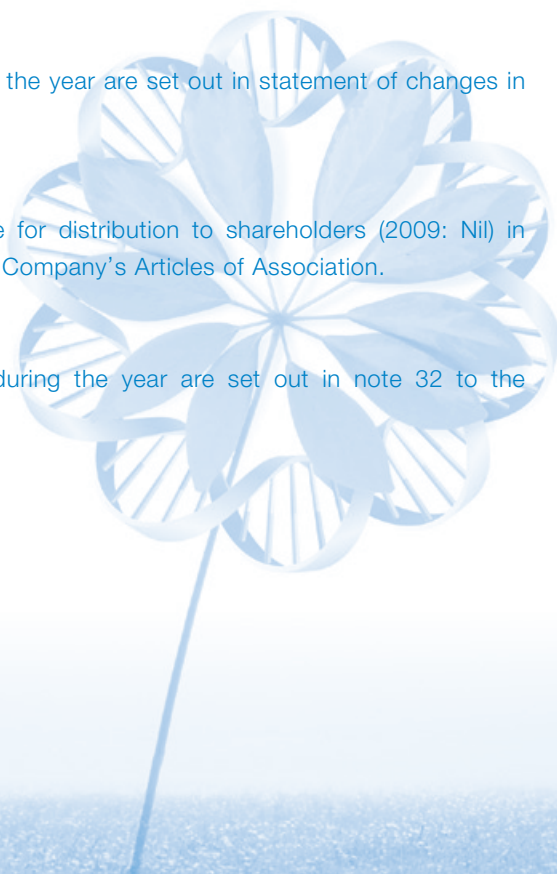 the year are set out in statement of changes in
for distribution to shareholders (2009: Nil) in
Company's Articles of Association.
during the year are set out in note 32 to the